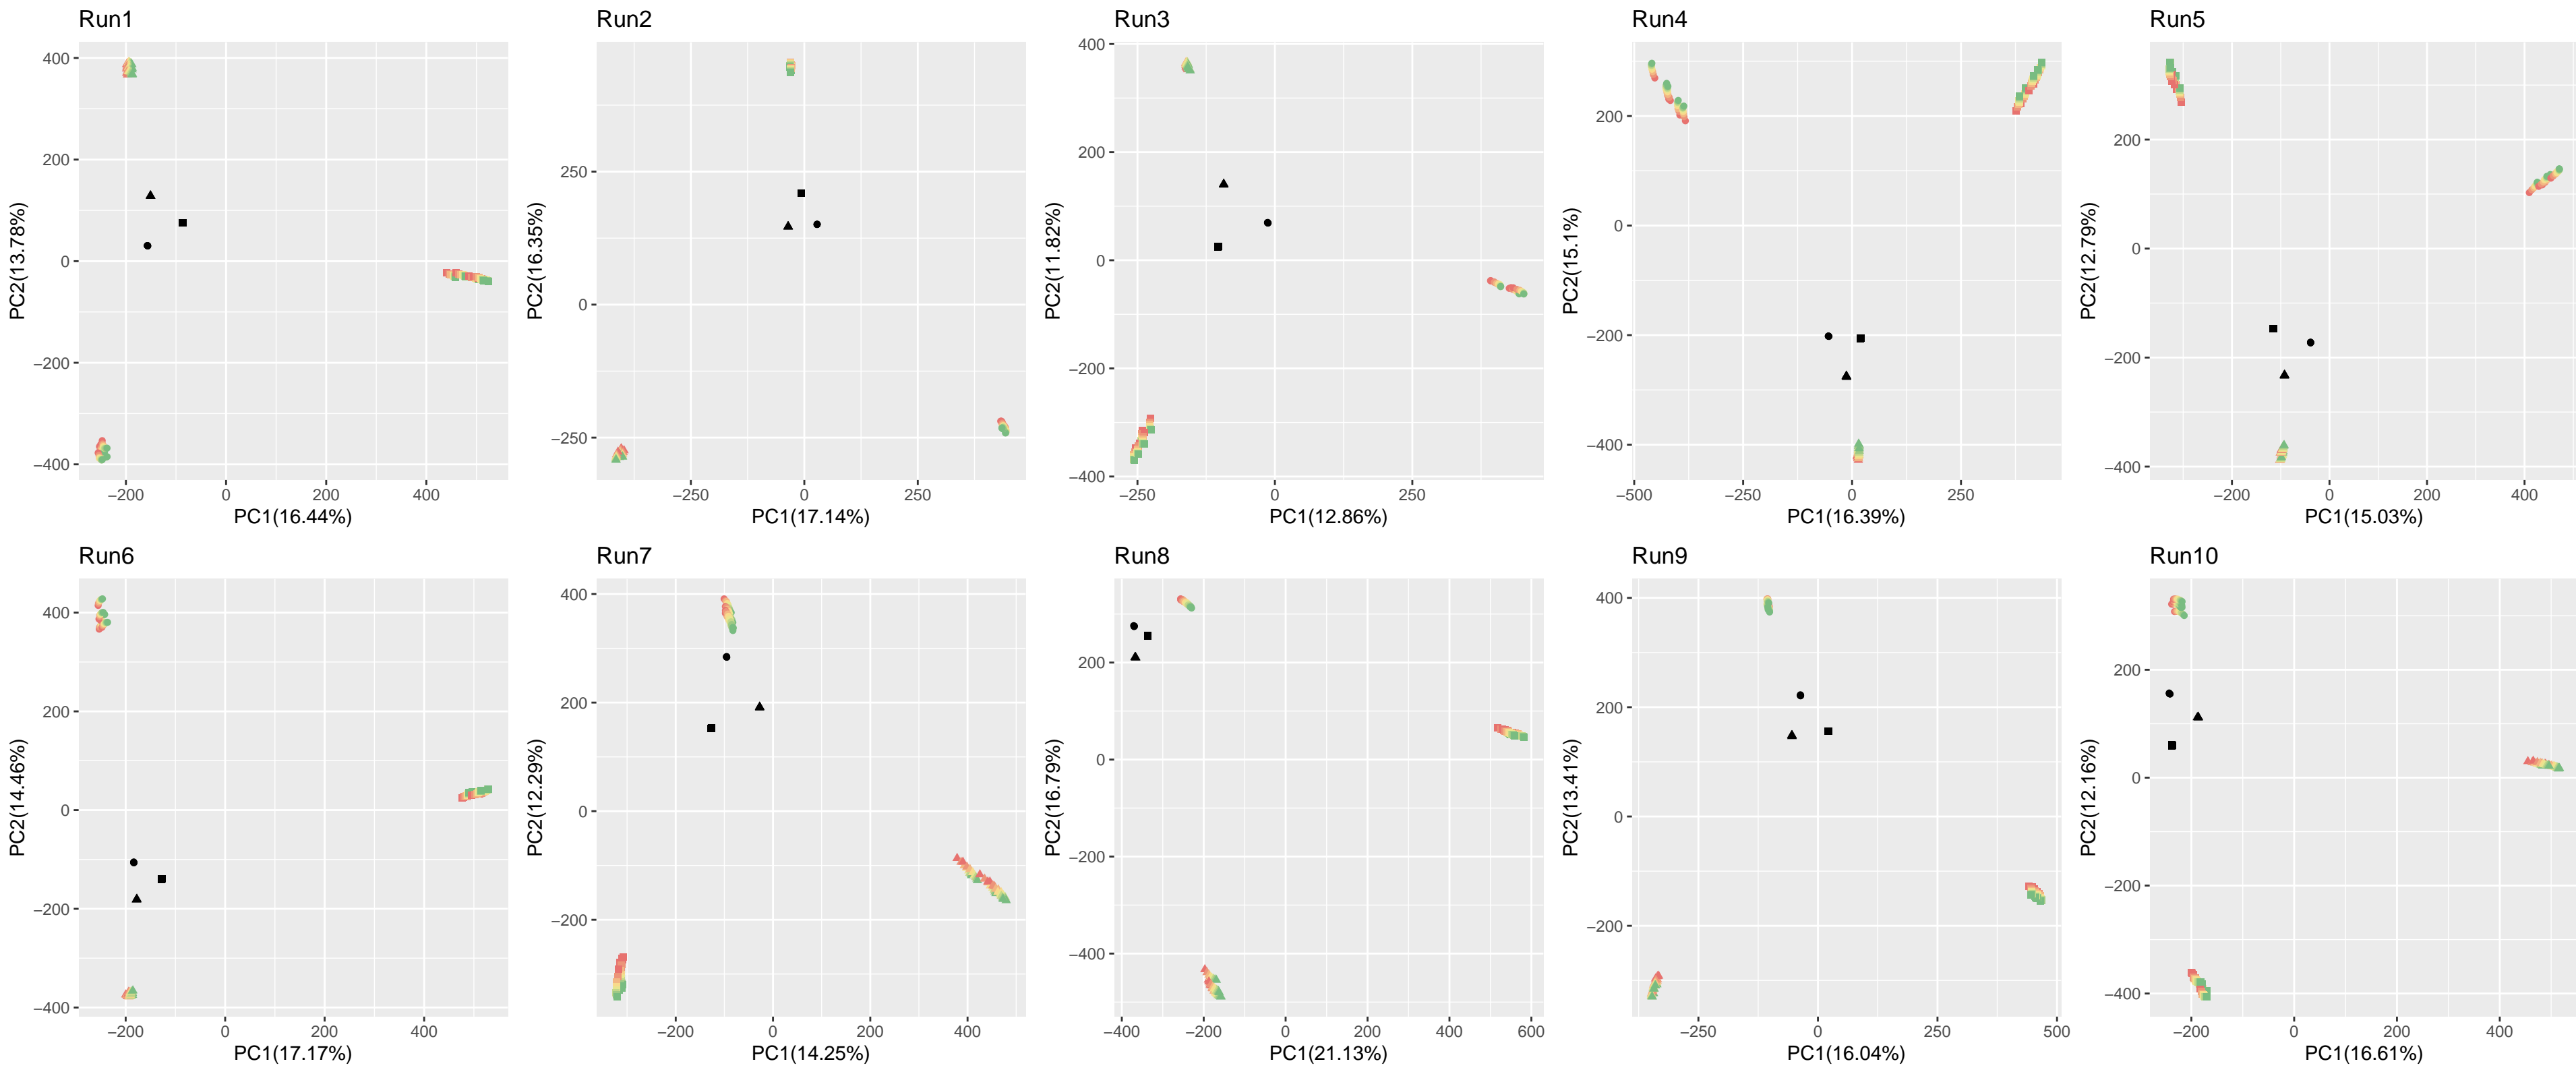 Run1
400
200
0
−200
−400
PC2(13.78%)
−200
0
200
400
PC1(16.44%)
Run2
250
0
−250
PC2(16.35%)
−250
0
250
PC1(17.14%)
Run3
400
200
0
−200
−400
PC2(11.82%)
−250
0
250
PC1(12.86%)
Run4
200
0
−200
−400
PC2(15.1%)
−500
−250
0
250
PC1(16.39%)
Run5
200
0
−200
−400
PC2(12.79%)
−200
0
200
400
PC1(15.03%)
Run6
400
200
0
−200
−400
PC2(14.46%)
−200
0
200
400
PC1(17.17%)
Run7
400
200
0
−200
PC2(12.29%)
−200
0
200
400
PC1(14.25%)
Run8
200
0
−200
−400
PC2(16.79%)
−400
−200
0
200
400
600
PC1(21.13%)
Run9
400
200
0
−200
PC2(13.41%)
−250
0
250
500
PC1(16.04%)
Run10
200
0
−200
−400
PC2(12.16%)
−200
0
200
400
PC1(16.61%)